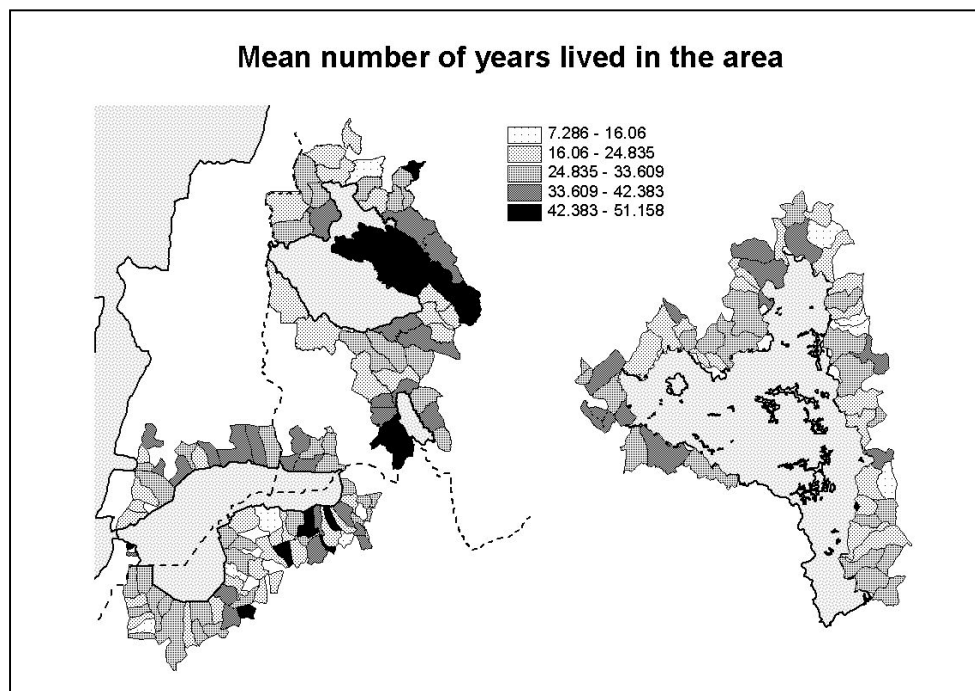 Mean number of years lived in the area
7.286 - 16.06
16.06 - 24.835
24.835 - 33.609
33.609 - 42.383
42.383 - 51.158